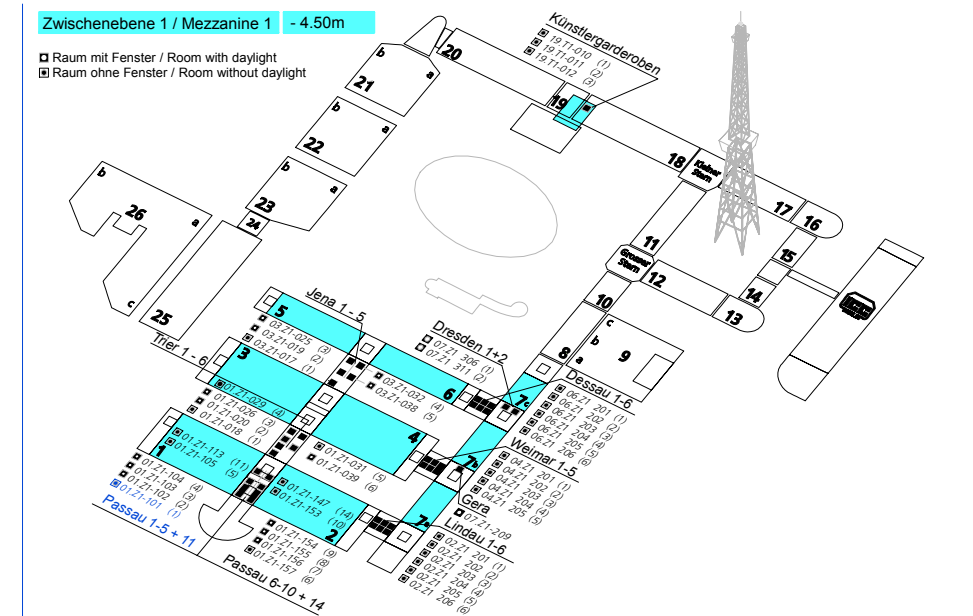 Zwischenebene 1 / Mezzanine 1 - 4.50m
Raum mit Fenster / Room with daylight
Raum ohne Fenster / Room without daylight
Künstlergarderoben
19.T1-010 (1)
19.T1-011 (2)
19.T1-012 (3)
20
b
21
a
19
b
22
a
18
Kleiner
Stern
b
23
a
17
16
b
26
a
c
24
11
15
Grosser
Stern
12
14
13
25
10
c
b
9
a
8
Jena 1 - 5
5
03.Z1-025 (3)
03.Z1-019 (2)
03.Z1-017 (1)
Dresden 1+2
07.Z1 306 (1)
07.Z1 311 (2)
Trier 1 - 6
3
03.Z1-032 (4)
03.Z1-038 (5)
6
7c
Dessau 1-6
06.Z1 201 (1)
06.Z1 202 (2)
06.Z1 203 (3)
06.Z1 204 (4)
06.Z1 205 (5)
06.Z1 206 (6)
01.Z1-029 (4)
01.Z1-026 (3)
01.Z1-020 (2)
01.Z1-018 (1)
4
01.Z1-031 (5)
01.Z1-039 (6)
7b
Weimar 1-5
04.Z1 201 (1)
04.Z1 202 (2)
04.Z1 203 (3)
04.Z1 204 (4)
04.Z1 205 (5)
Gera
07.Z1-209
1
01.Z1-113 (11)
01.Z1-105 (5)
01.Z1-104 (4)
01.Z1-103 (3)
01.Z1-102 (2)
01.Z1-101 (1)
Passau 1-5 + 11
01.Z1-147 (14)
01.Z1-153 (10)
2
01.Z1-154 (9)
01.Z1-155 (8)
01.Z1-156 (7)
01.Z1-157 (6)
Passau 6-10 + 14
7a
Lindau 1-6
02.Z1 201 (1)
02.Z1 202 (2)
02.Z1 203 (3)
02.Z1 204 (4)
02.Z1 205 (5)
02.Z1 206 (6)